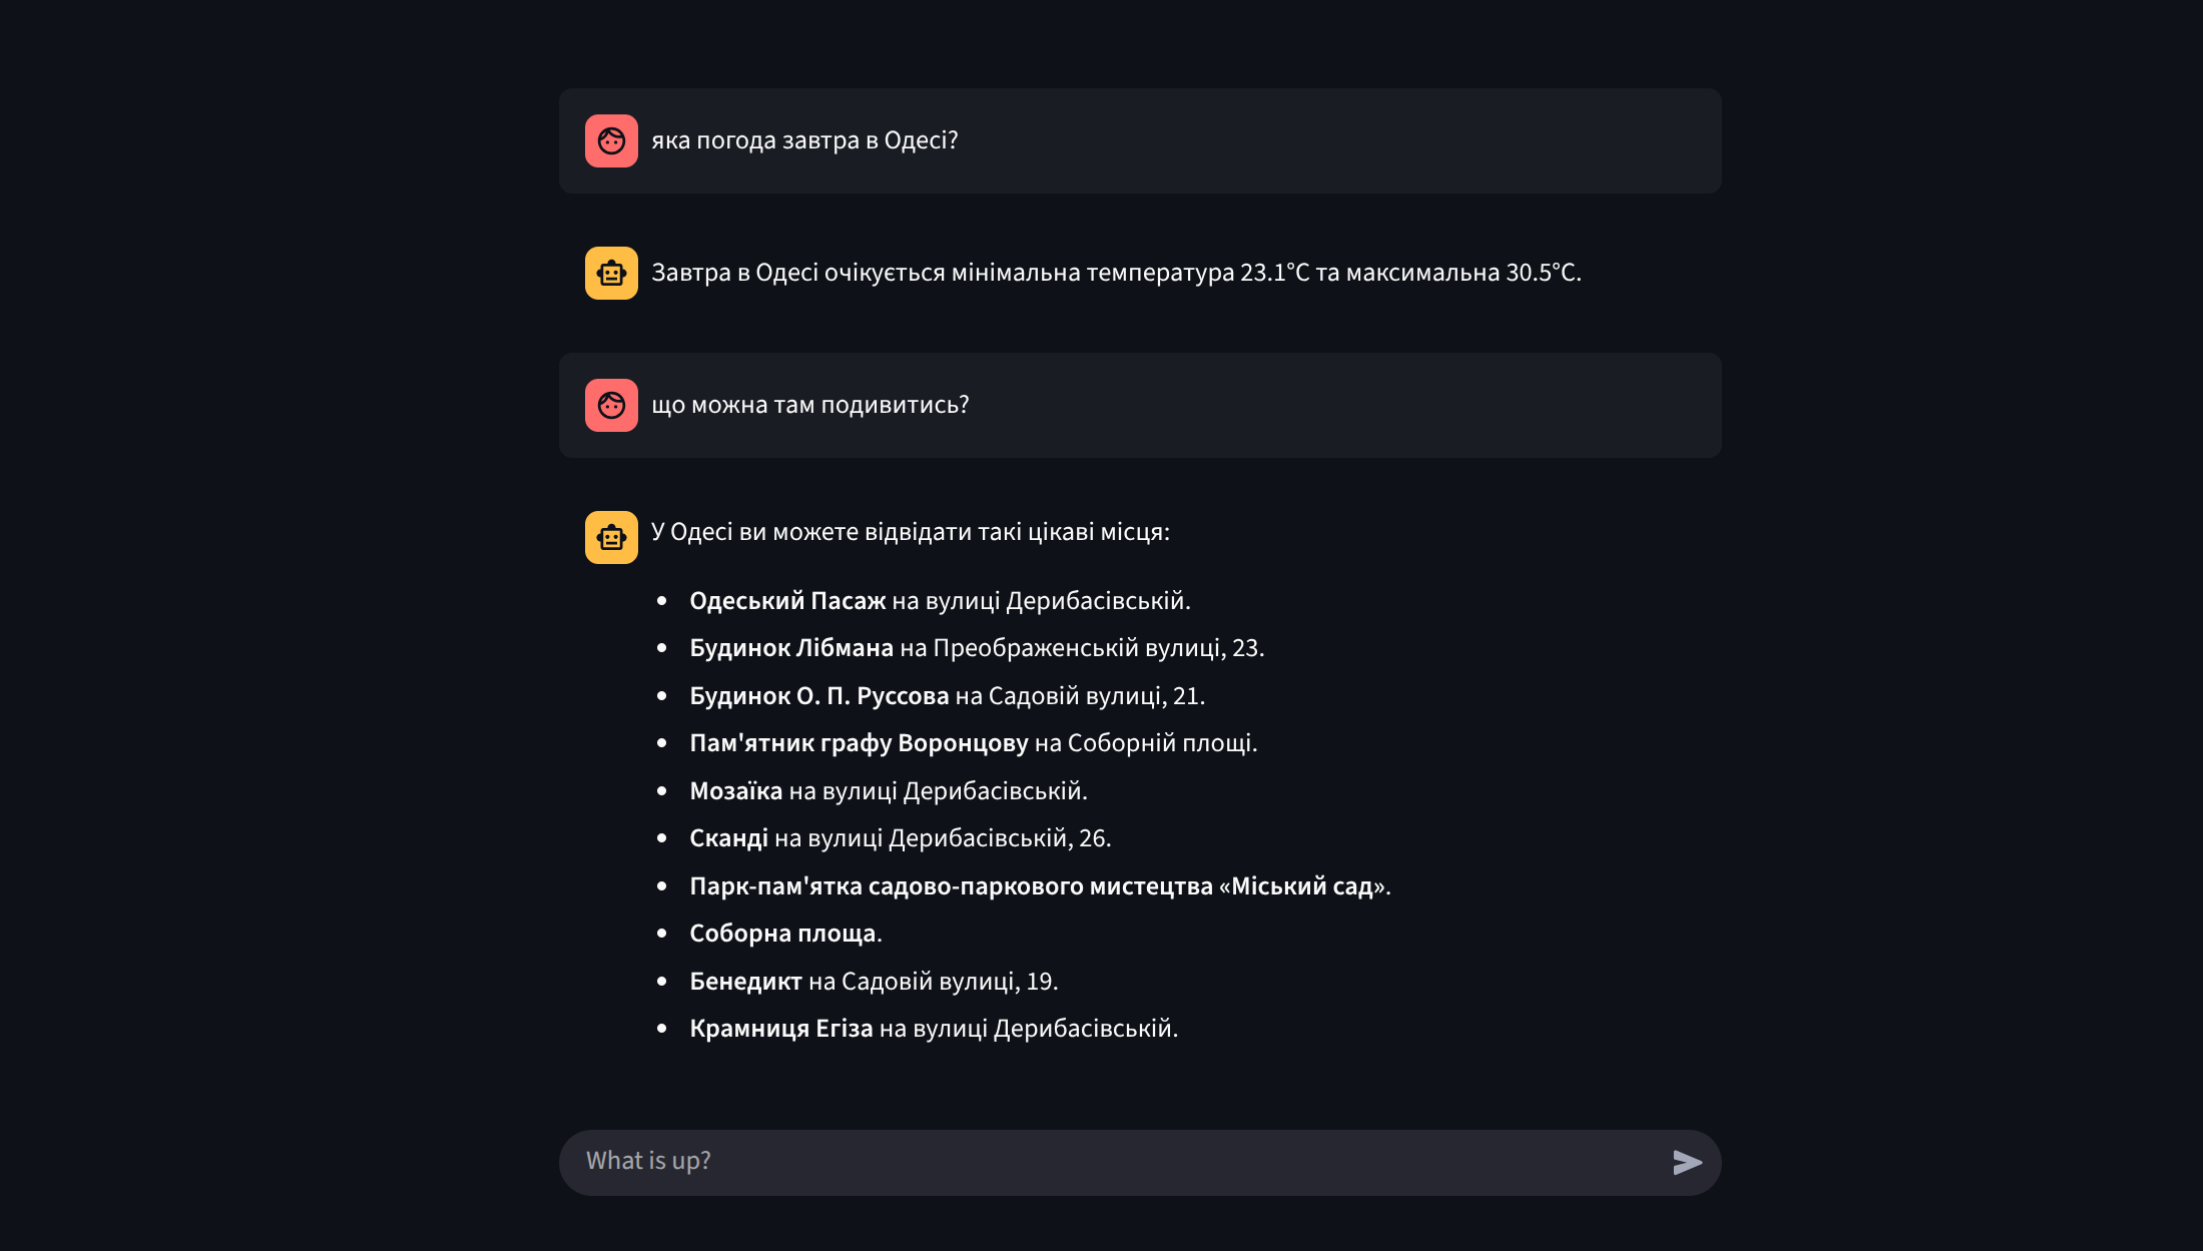 яка погода завтра в Одесі?
Завтра в Одесі очікується мінімальна температура 23.1°C та максимальна 30.5°C.
що можна там подивитись?
У Одесі ви можете відвідати такі цікаві місця:
• Одеський Пасаж на вулиці Дерибасівській.
• Будинок Лібмана на Преображенській вулиці, 23.
• Будинок О. П. Руссова на Садовій вулиці, 21.
• Пам'ятник графу Воронцову на Соборній площі.
• Мозаїка на вулиці Дерибасівській.
• Сканді на вулиці Дерибасівській, 26.
• Парк-пам'ятка садово-паркового мистецтва «Міський сад».
• Соборна площа.
• Бенедикт на Садовій вулиці, 19.
• Крамниця Егіза на вулиці Дерибасівській.
What is up?